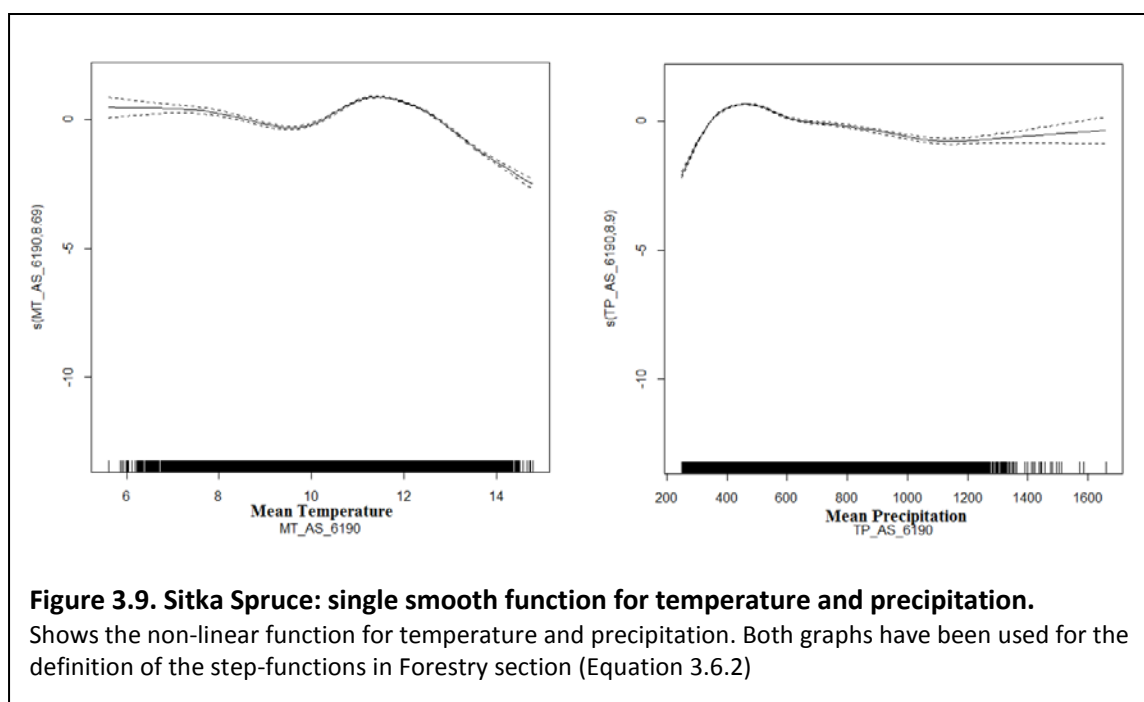 0
-5
-10
s(MT_AS_6190,8.69)
6 8 10 12 14
Mean Temperature
MT_AS_6190
0
-5
-10
s(TP_AS_6190,8.9)
200 400 600 800 1000 1200 1400 1600
Mean Precipitation
TP_AS_6190
Figure 3.9. Sitka Spruce: single smooth function for temperature and precipitation.
Shows the non-linear function for temperature and precipitation. Both graphs have been used for the
definition of the step-functions in Forestry section (Equation 3.6.2)